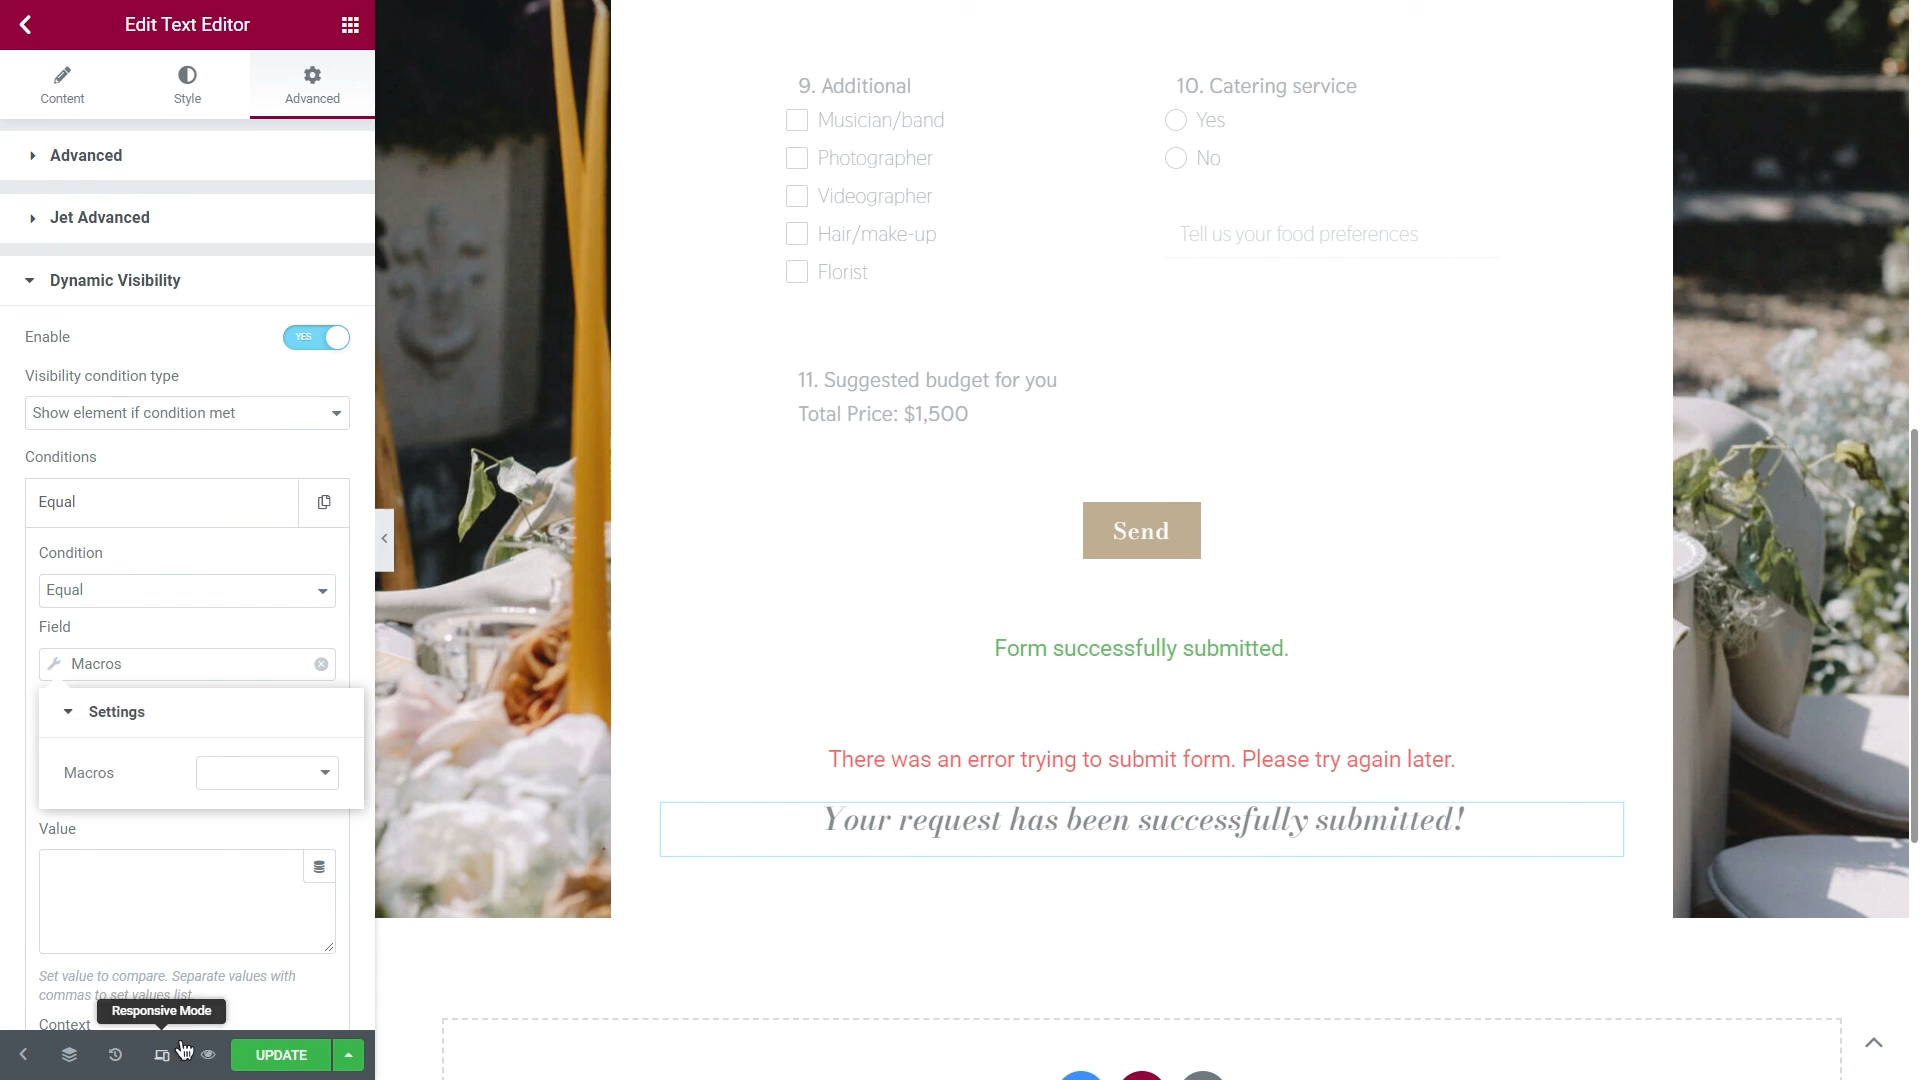 Edit Text Editor
Content
Style
Advanced
Advanced
Jet Advanced
Dynamic Visibility
Enable
YES
Visibility condition type
Show element if condition met
Conditions
Equal
Condition
Equal
Field
Macros
Settings
Macros
Value
Set value to compare. Separate values with
commas to set values list.
Responsive Mode
Context
UPDATE
9. Additional
Musician/band
Photographer
Videographer
Hair/make-up
Florist
10. Catering service
Yes
No
Tell us your food preferences
11. Suggested budget for you
Total Price: $1,500
Send
Form successfully submitted.
There was an error trying to submit form. Please try again later.
Your request has been successfully submitted!